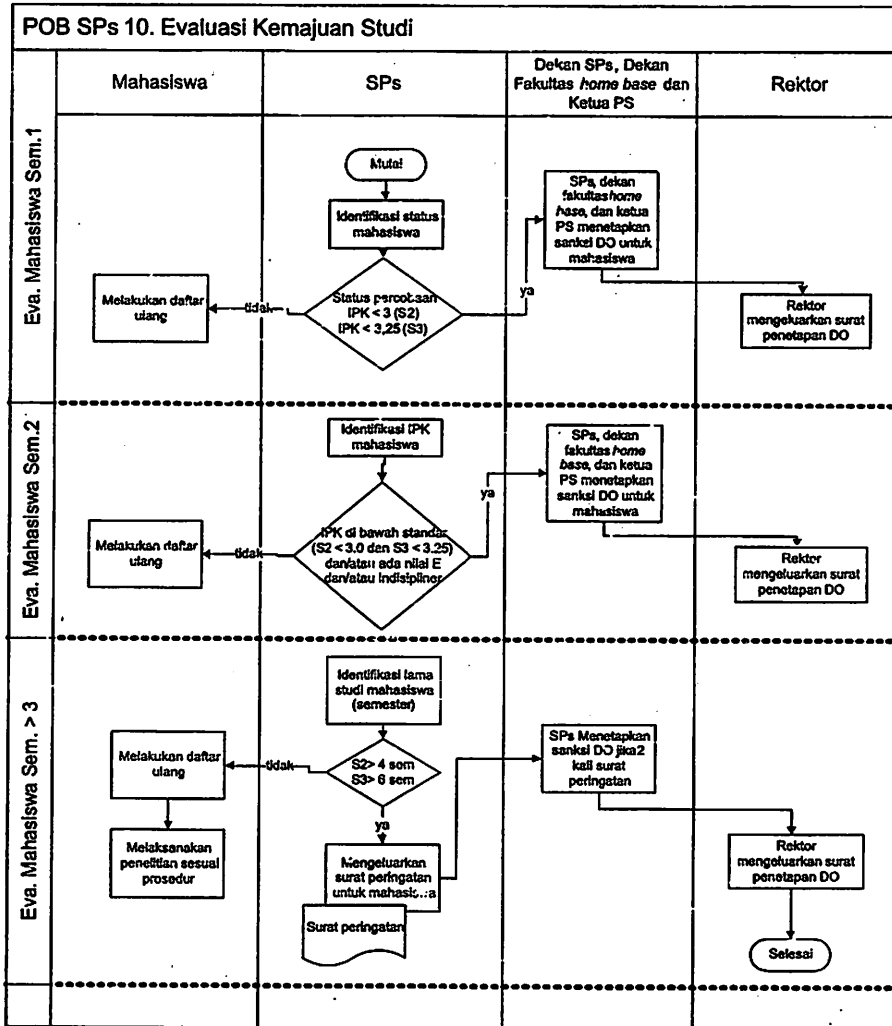 POB SPs 10. Evaluasi Kemajuan Studi
Mahasiswa
SPs
Dekan SPs, Dekan
Fakultas home base dan
Ketua PS
Rektor
Eva. Mahasiswa Sem.1
Mulai
Identifikasi status
mahasiswa
Status percobaan
IPK < 3 (S2)
IPK < 3,25 (S3)
tidak
Melakukan daftar
ulang
ya
SPs, dekan
fakultas home
base, dan ketua
PS menetapkan
sanksi DO untuk
mahasiswa
Rektor
mengeluarkan surat
penetapan DO
Eva. Mahasiswa Sem.2
Identifikasi IPK
mahasiswa
IPK di bawah standar
(S2 < 3.0 dan S3 < 3.25)
dan/atau ada nilai E
dan/atau indisipliner
tidak
Melakukan daftar
ulang
ya
SPs, dekan
fakultas home
base, dan ketua
PS menetapkan
sanksi DO untuk
mahasiswa
Rektor
mengeluarkan surat
penetapan DO
Eva. Mahasiswa Sem. > 3
Identifikasi lama
studi mahasiswa
(semester)
S2> 4 sem
S3> 6 sem
tidak
Melakukan daftar
ulang
Melaksanakan
penelitian sesuai
prosedur
ya
Mengeluarkan
surat peringatan
untuk mahasiswa
Surat peringatan
SPs Menetapkan
sanksi DO jika2
kali surat
peringatan
Rektor
mengeluarkan surat
penetapan DO
Selesai